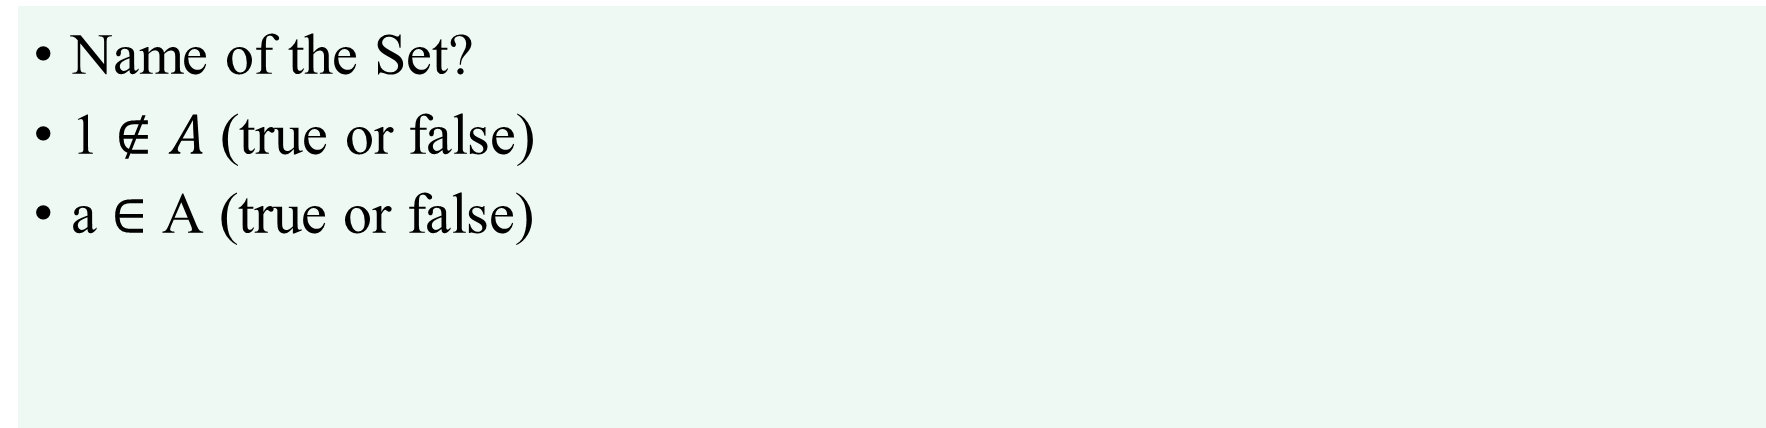 • Name of the Set?
• 1 ∉ A (true or false)
• a ∈ A (true or false)